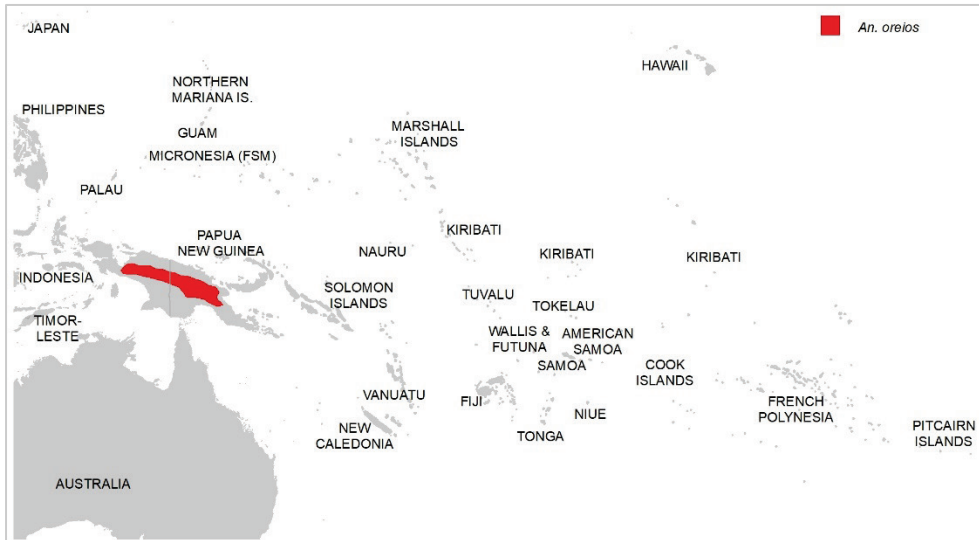 JAPAN
An. oreios
HAWAII
NORTHERN
MARIANA IS.
PHILIPPINES
GUAM
MARSHALL
ISLANDS
MICRONESIA (FSM)
PALAU
KIRIBATI
PAPUA
NEW GUINEA
NAURU
KIRIBATI
KIRIBATI
INDONESIA
SOLOMON
ISLANDS
TUVALU
TOKELAU
TIMOR-
LESTE
WALLIS &
FUTUNA
AMERICAN
SAMOA
SAMOA
COOK
ISLANDS
VANUATU
FIJI
NIUE
FRENCH
POLYNESIA
NEW
CALEDONIA
TONGA
PITCAIRN
ISLANDS
AUSTRALIA